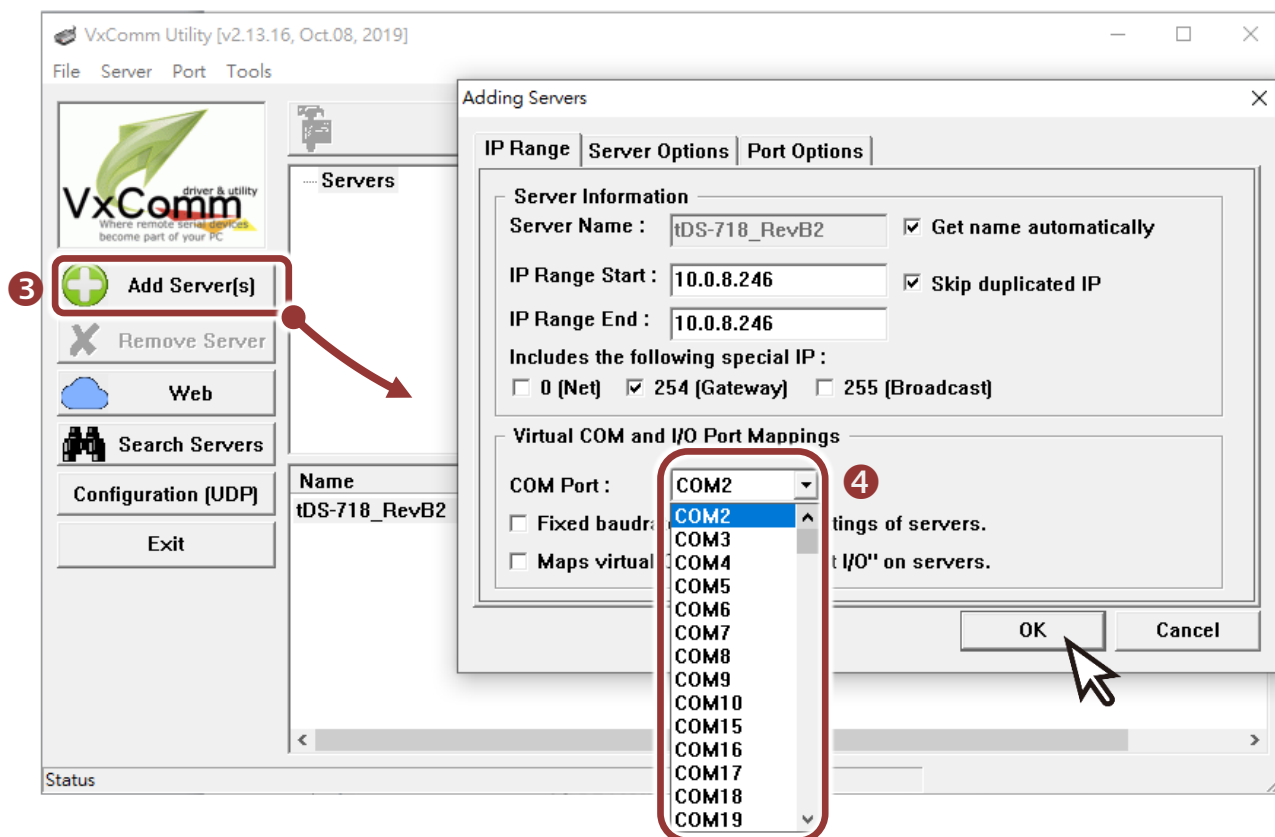 VxComm Utility [v2.13.16, Oct.08, 2019]
File Server Port Tools
driver & utility
VxComm
Where remote serial devices
become part of your PC
Servers
3
Add Server(s)
Remove Server
Web
Search Servers
Configuration (UDP)
Exit
Name
tDS-718_RevB2
Status
Adding Servers
IP Range Server Options Port Options
Server Information
Server Name : tDS-718_RevB2 Get name automatically
IP Range Start : 10.0.8.246 Skip duplicated IP
IP Range End : 10.0.8.246
Includes the following special IP :
0 (Net) 254 (Gateway) 255 (Broadcast)
Virtual COM and I/O Port Mappings
COM Port : COM2 4
Fixed baudra tings of servers.
Maps virtual t I/O" on servers.
COM2
COM3
COM4
COM5
COM6
COM7
COM8
COM9
COM10
COM15
COM16
COM17
COM18
COM19
OK Cancel